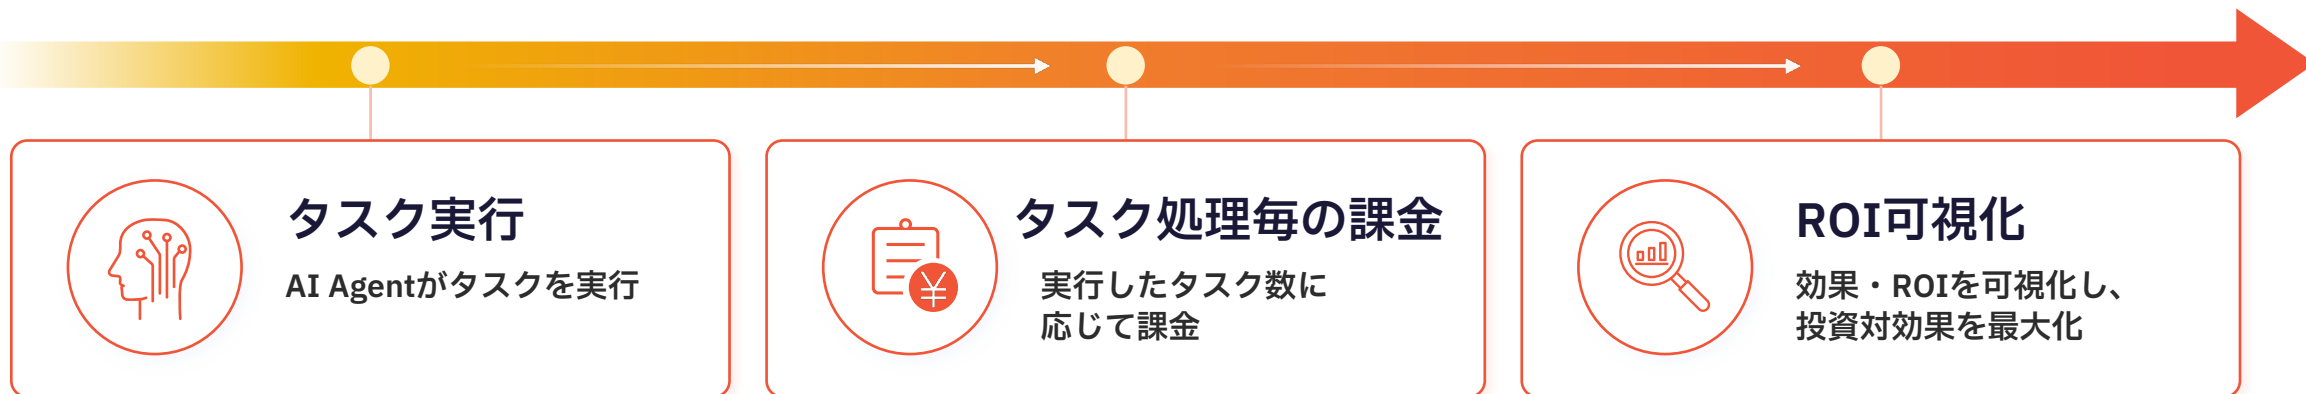 タスク実行
AI Agentがタスクを実行
タスク処理毎の課金
実行したタスク数に
応じて課金
ROI可視化
効果・ROIを可視化し、
投資対効果を最大化